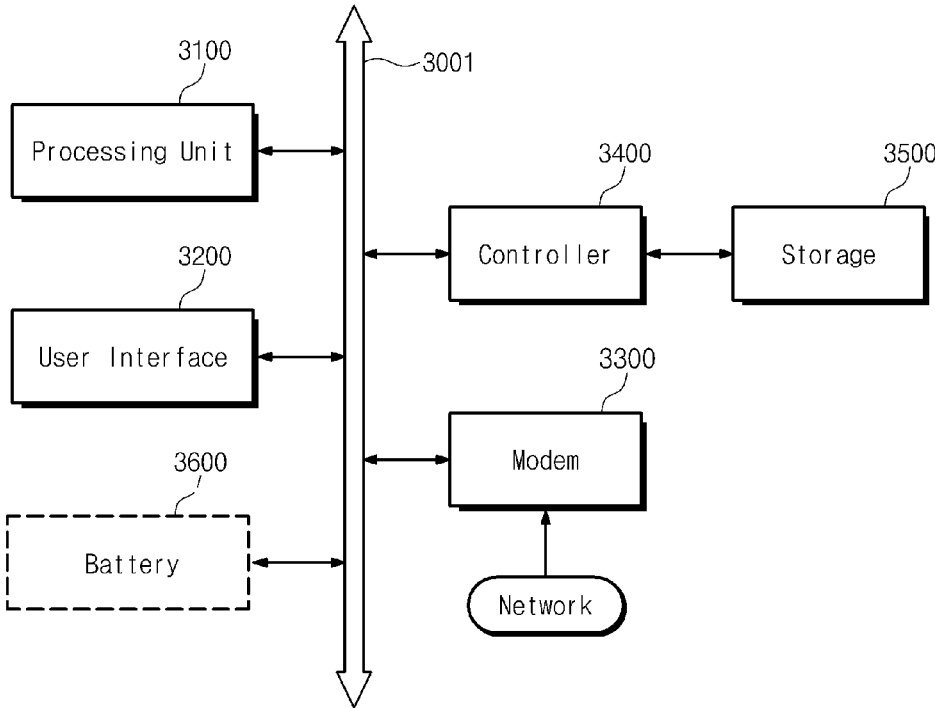 3100
3001
Processing Unit
3400
3500
Controller
Storage
3200
User Interface
3300
Modem
3600
Battery
Network